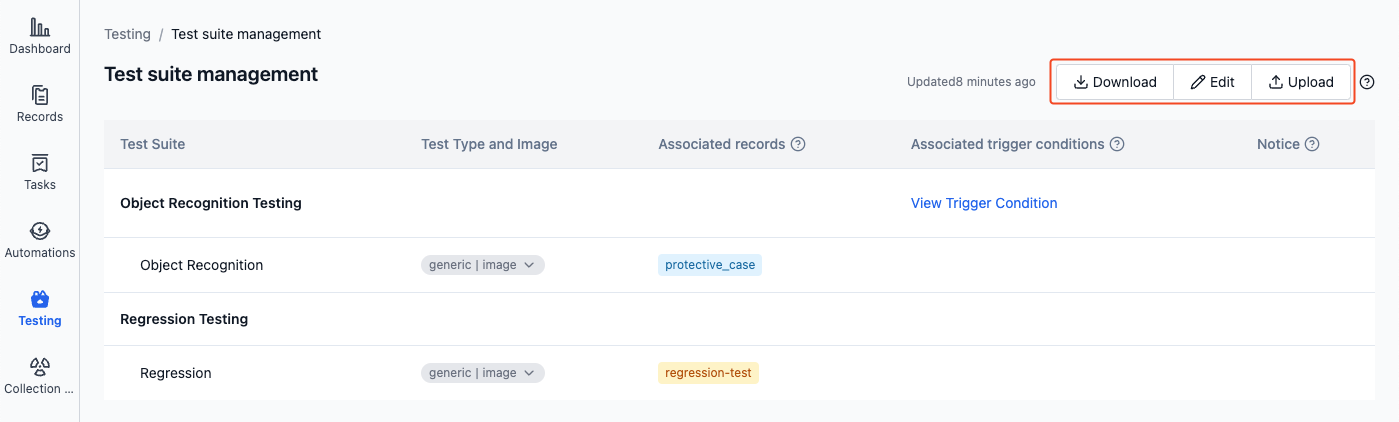 Dashboard
Records
Tasks
Automations
Testing
Collection ...
Testing / Test suite management
Test suite management
Updated8 minutes ago
Download
Edit
Upload
Test Suite
Test Type and Image
Associated records
Associated trigger conditions
Notice
Object Recognition Testing
View Trigger Condition
Object Recognition
generic | image
protective_case
Regression Testing
Regression
generic | image
regression-test